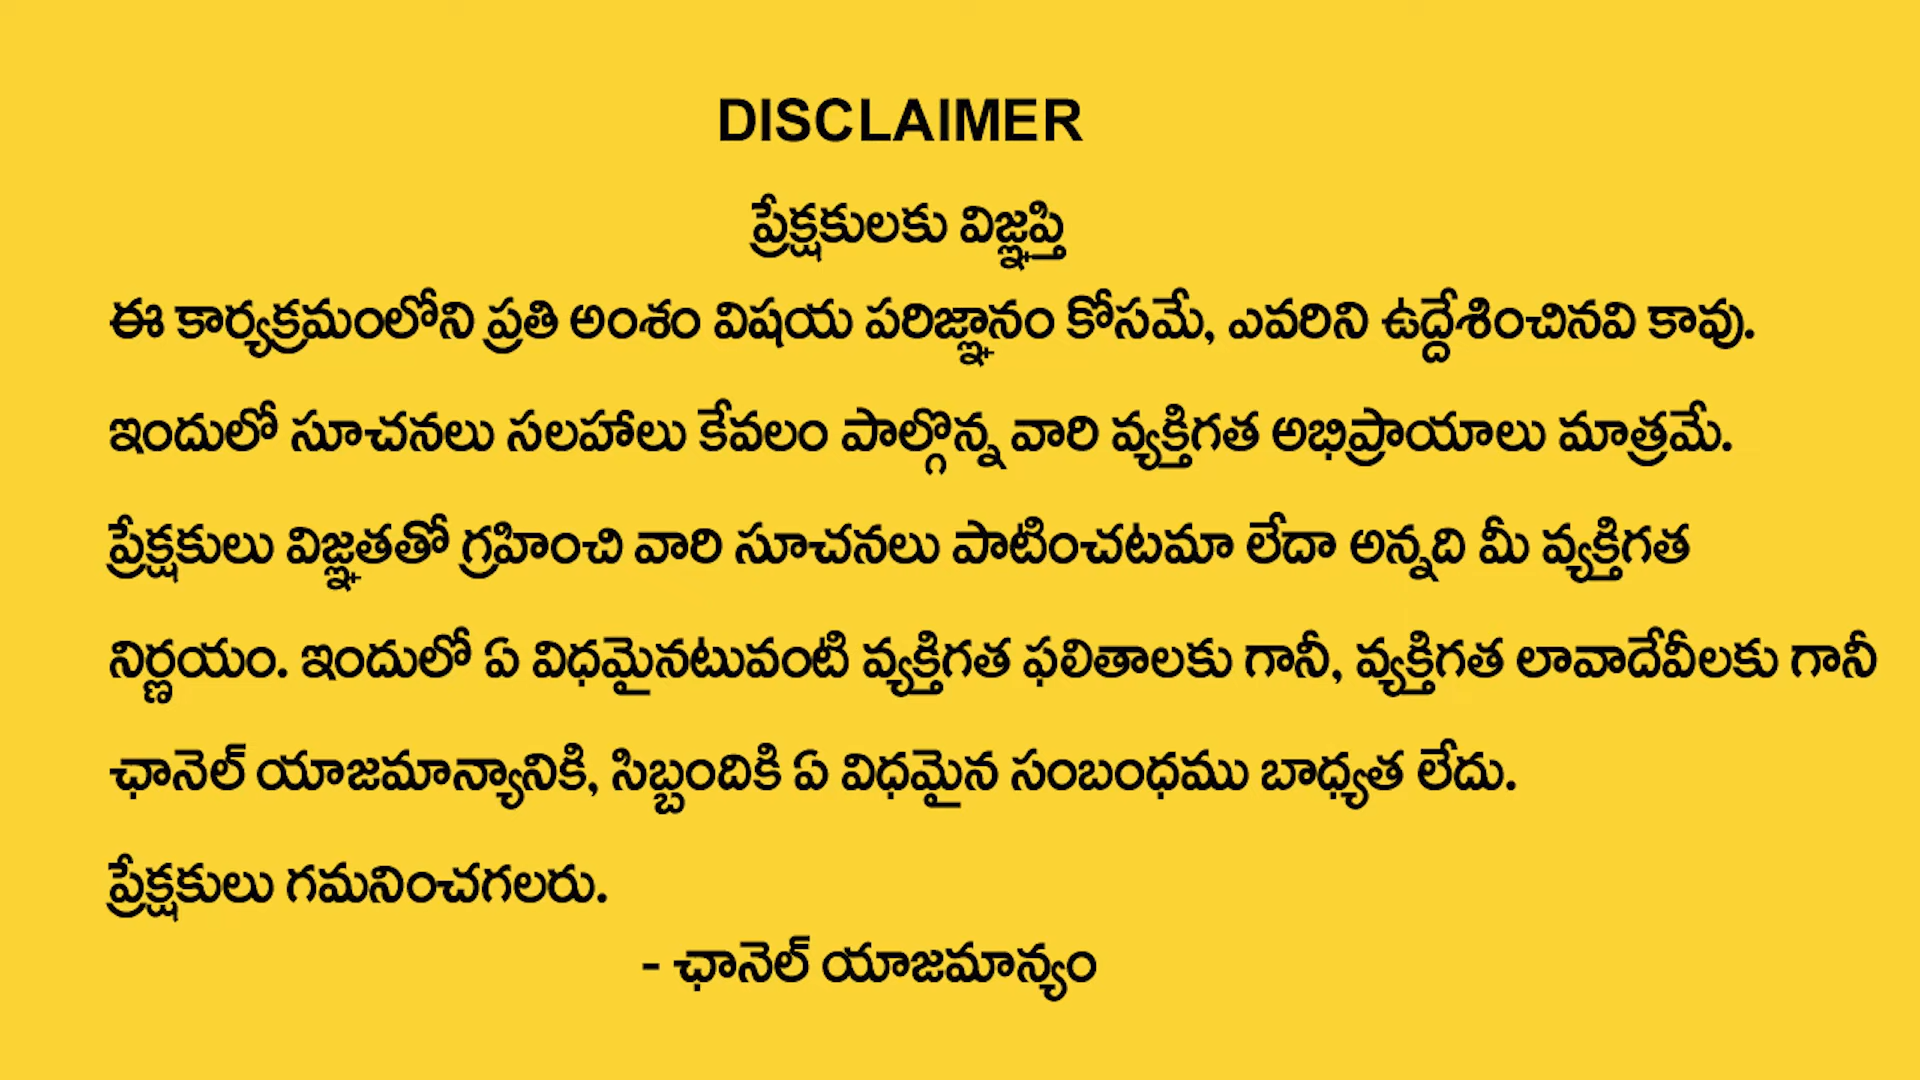 DISCLAIMER
ప్రేక్షకులకు విజ్ఞప్తి
ఈ కార్యక్రమంలోని ప్రతి అంశం విషయ పరిజ్ఞానం కోసమే, ఎవరిని ఉద్దేశించినవి కావు.
ఇందులో సూచనలు సలహాలు కేవలం పాల్గొన్న వారి వ్యక్తిగత అభిప్రాయాలు మాత్రమే.
ప్రేక్షకులు విజ్ఞతతో గ్రహించి వారి సూచనలు పాటించటమా లేదా అన్నది మీ వ్యక్తిగత
నిర్ణయం. ఇందులో ఏ విధమైనటువంటి వ్యక్తిగత ఫలితాలకు గానీ, వ్యక్తిగత లావాదేవీలకు గానీ
ఛానెల్ యాజమాన్యానికి, సిబ్బందికి ఏ విధమైన సంబంధము బాధ్యత లేదు.
ప్రేక్షకులు గమనించగలరు.
- ఛానెల్ యాజమాన్యం